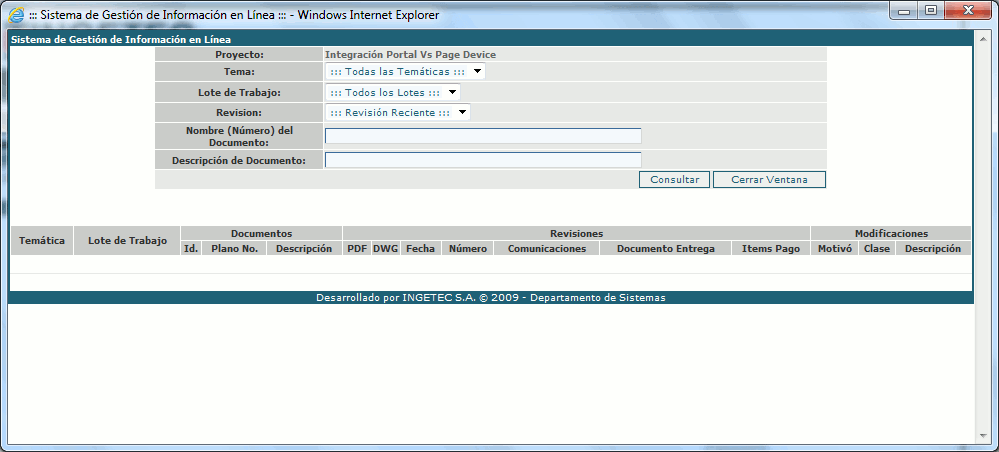 ::: Sistema de Gestión de Información en Línea ::: - Windows Internet Explorer
Sistema de Gestión de Información en Línea
Proyecto: Integración Portal Vs Page Device
Tema: ::: Todas las Temáticas :::
Lote de Trabajo: ::: Todos los Lotes :::
Revision: ::: Revisión Reciente :::
Nombre (Número) del
Documento:
Descripción de Documento:
Consultar Cerrar Ventana
Temática Lote de Trabajo Documentos Revisiones Modificaciones
Id. Plano No. Descripción PDF DWG Fecha Número Comunicaciones Documento Entrega Items Pago Motivó Clase Descripción
Desarrollado por INGETEC S.A. © 2009 - Departamento de Sistemas